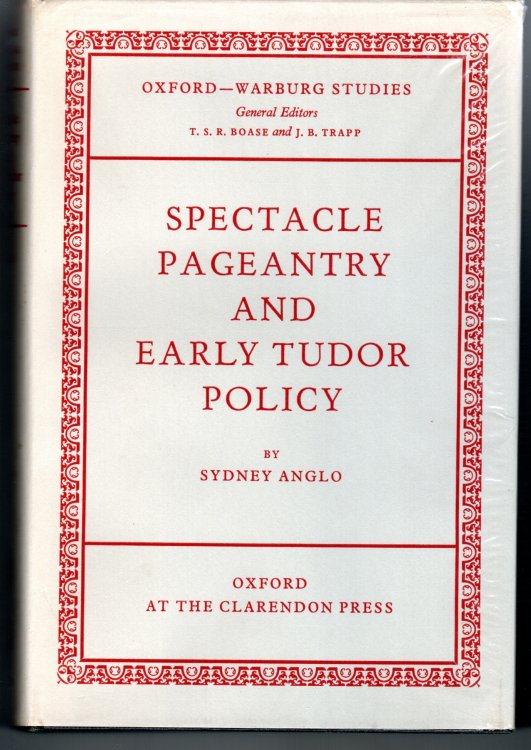 OXFORD—WARBURG STUDIES
General Editors
T. S. R. BOASE and J. B. TRAPP
SPECTACLE
PAGEANTRY
AND
EARLY TUDOR
POLICY
BY
SYDNEY ANGLO
OXFORD
AT THE CLARENDON PRESS